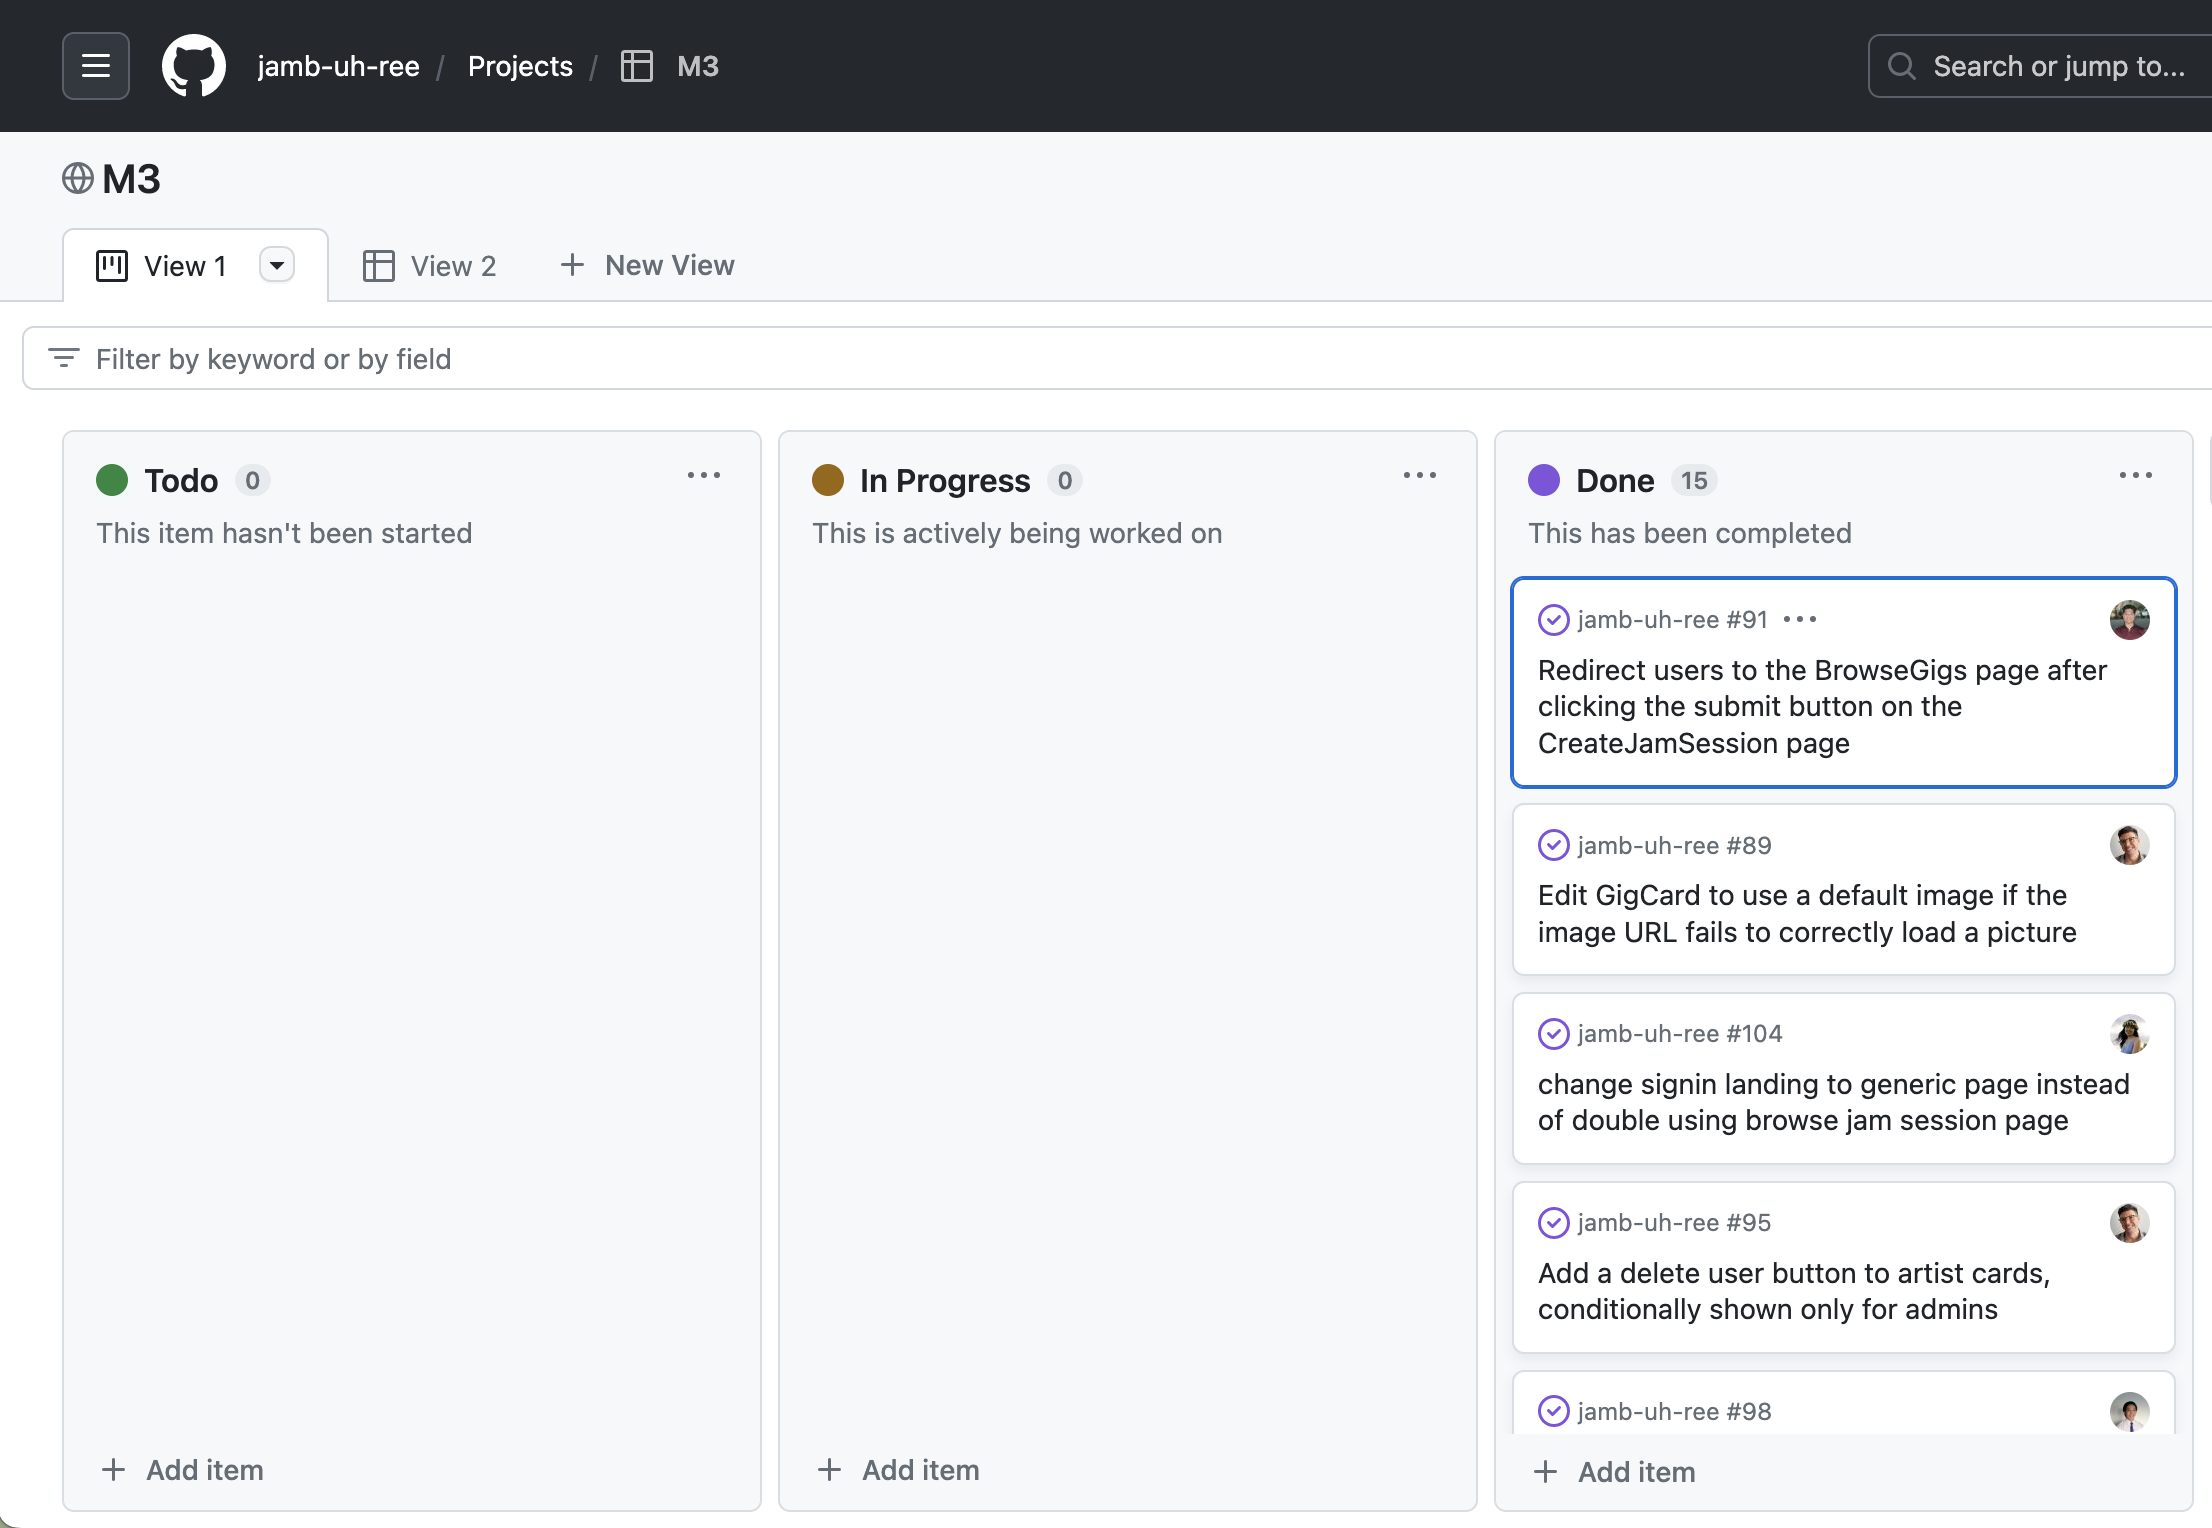 jamb-uh-ree / Projects / M3
Search or jump to...
M3
View 1
View 2
+ New View
Filter by keyword or by field
Todo 0
This item hasn't been started
+ Add item
In Progress 0
This is actively being worked on
+ Add item
Done 15
This has been completed
jamb-uh-ree #91
Redirect users to the BrowseGigs page after
clicking the submit button on the
CreateJamSession page
jamb-uh-ree #89
Edit GigCard to use a default image if the
image URL fails to correctly load a picture
jamb-uh-ree #104
change signin landing to generic page instead
of double using browse jam session page
jamb-uh-ree #95
Add a delete user button to artist cards,
conditionally shown only for admins
jamb-uh-ree #98
+ Add item